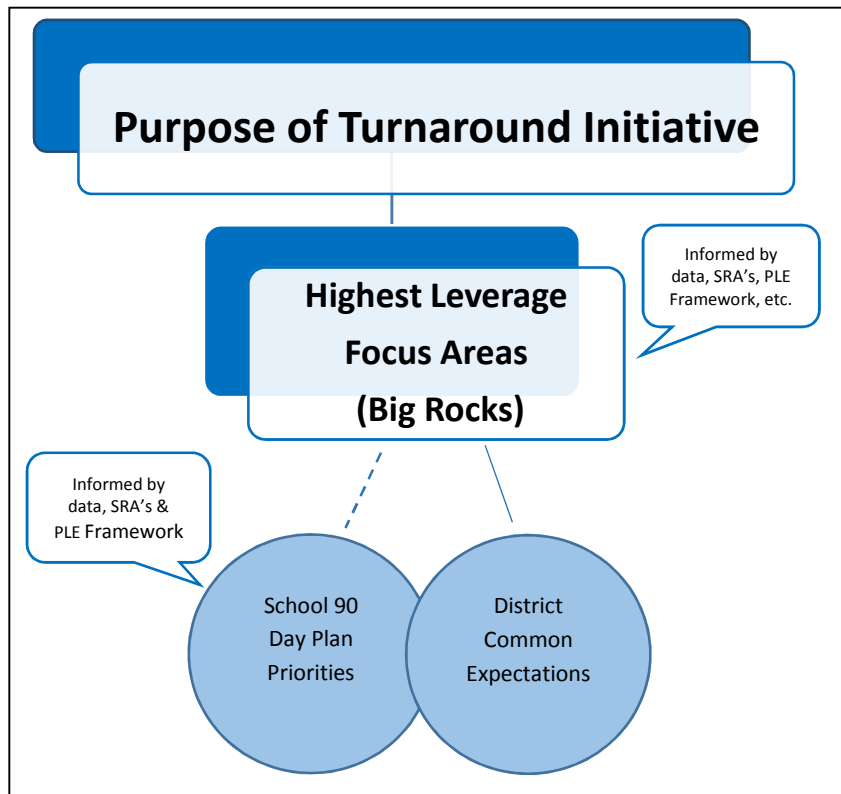 Purpose of Turnaround Initiative
Highest Leverage
Focus Areas
(Big Rocks)
Informed by
data, SRA's, PLE
Framework, etc.
Informed by
data, SRA's &
PLE Framework
School 90
Day Plan
Priorities
District
Common
Expectations